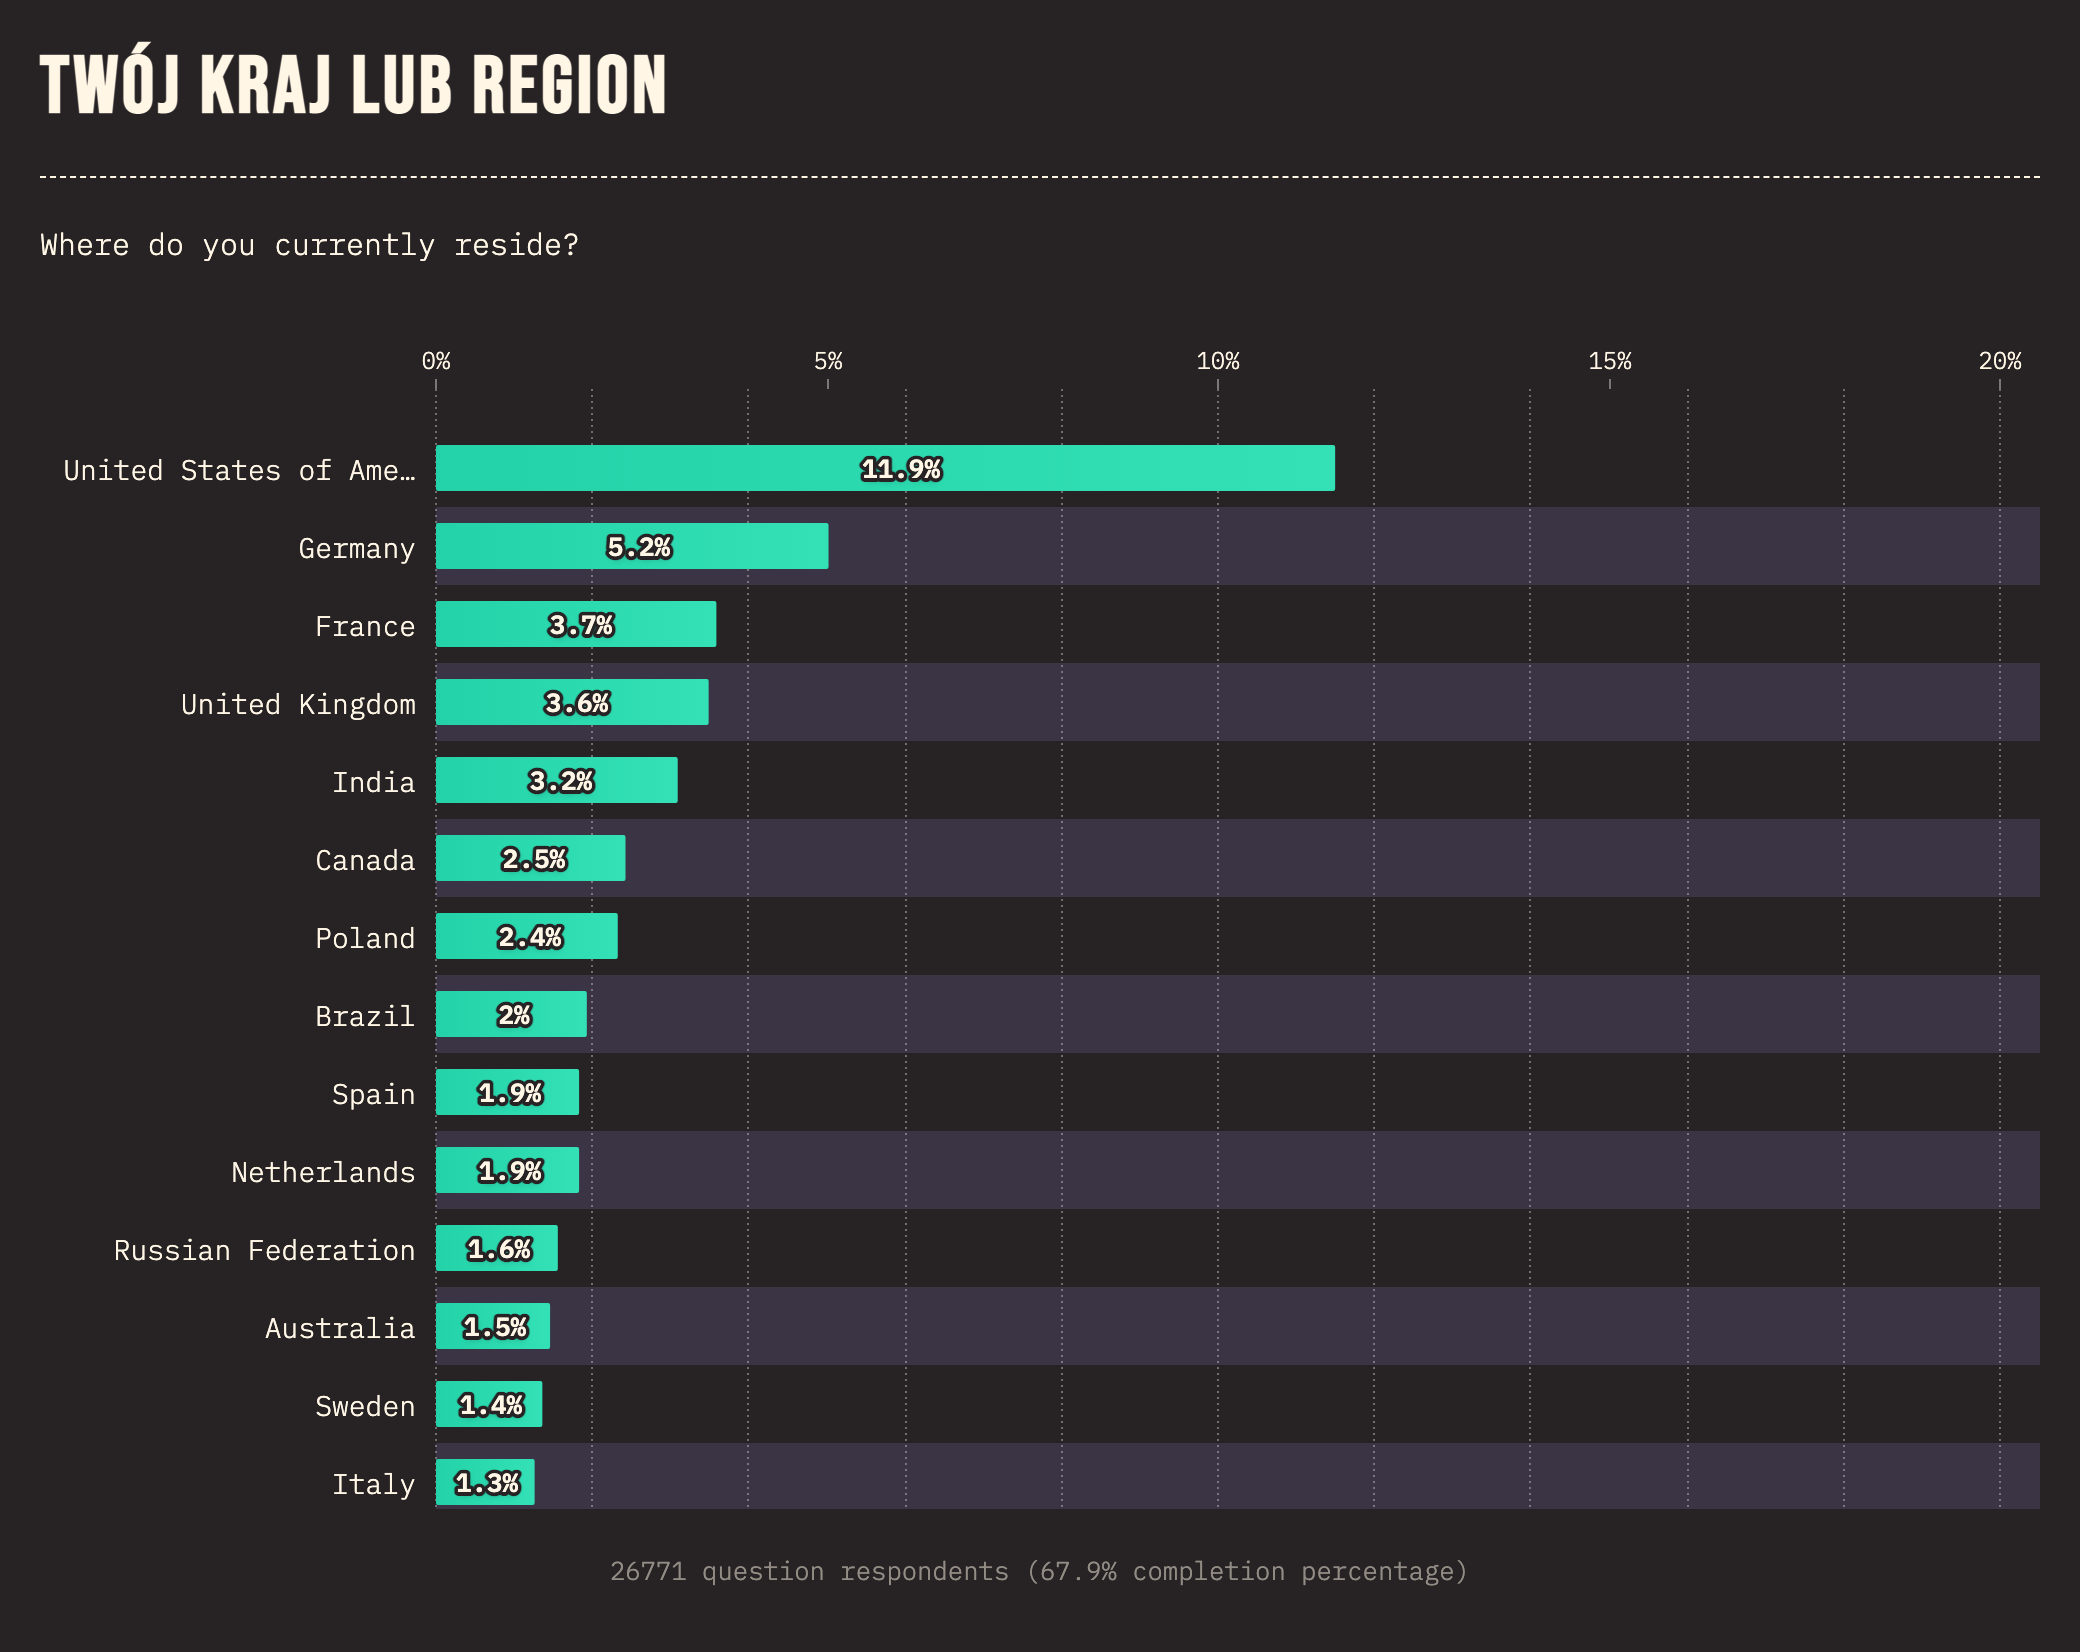 TWÓJ KRAJ LUB REGION
Where do you currently reside?
0% 5% 10% 15% 20%
United States of Ame… 11.9%
Germany 5.2%
France 3.7%
United Kingdom 3.6%
India 3.2%
Canada 2.5%
Poland 2.4%
Brazil 2%
Spain 1.9%
Netherlands 1.9%
Russian Federation 1.6%
Australia 1.5%
Sweden 1.4%
Italy 1.3%
26771 question respondents (67.9% completion percentage)